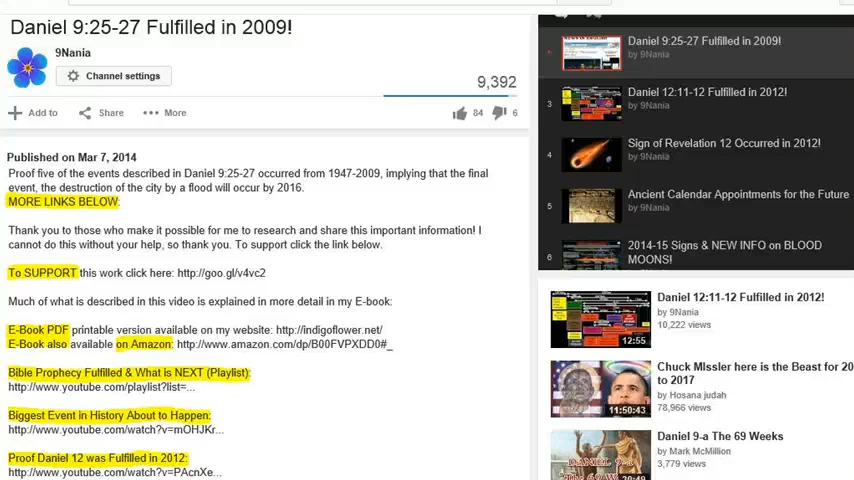 Daniel 9:25-27 Fulfilled in 2009!
9Nania
Channel settings
9,392
Add to
Share
More
84
6
Published on Mar 7, 2014
Proof five of the events described in Daniel 9:25-27 occurred from 1947-2009, implying that the final
event, the destruction of the city by a flood will occur by 2016.
MORE LINKS BELOW:
Thank you to those who make it possible for me to research and share this important information! I
cannot do this without your help, so thank you. To support click the link below.
To SUPPORT this work click here: http://goo.gl/v4vc2
Much of what is described in this video is explained in more detail in my E-book:
E-Book PDF printable version available on my website: http://indigoflower.net/
E-Book also available on Amazon: http://www.amazon.com/dp/B00FVPXDD0#_
Bible Prophecy Fulfilled & What is NEXT (Playlist):
http://www.youtube.com/playlist?list=...
Biggest Event in History About to Happen:
http://www.youtube.com/watch?v=mOHJKr...
Proof Daniel 12 was Fulfilled in 2012:
http://www.youtube.com/watch?v=PAcnXe...
Daniel 9:25-27 Fulfilled in 2009!
by 9Nania
3
Daniel 12:11-12 Fulfilled in 2012!
by 9Nania
4
Sign of Revelation 12 Occurred in 2012!
by 9Nania
5
Ancient Calendar Appointments for the Future
by 9Nania
6
2014-15 Signs & NEW INFO on BLOOD
MOONS!
Daniel 12:11-12 Fulfilled in 2012!
by 9Nania
10,222 views
12:55
Chuck MIssler here is the Beast for 20
to 2017
by Hosana judah
78,966 views
11:50:43
Daniel 9-a The 69 Weeks
by Mark McMillion
3,779 views
DANIEL 9-a